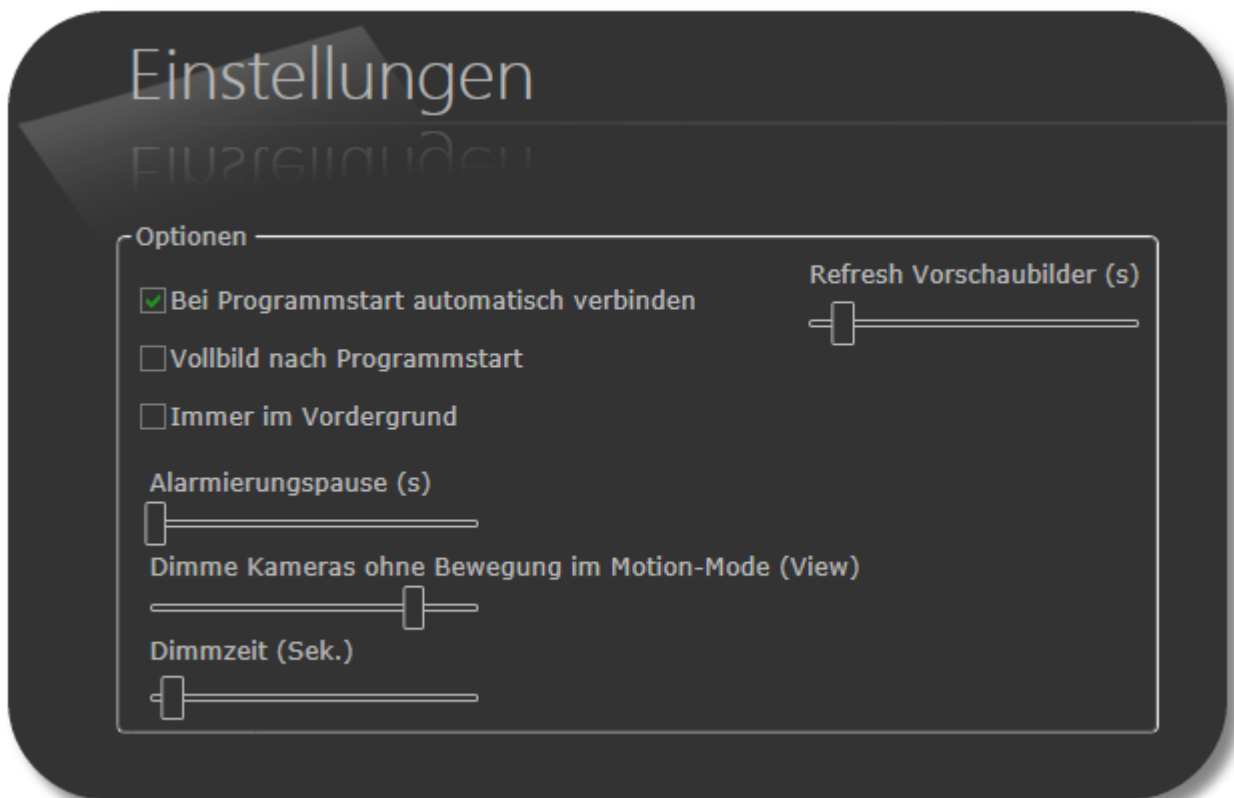 Einstellungen
Optionen
Bei Programmstart automatisch verbinden
Vollbild nach Programmstart
Immer im Vordergrund
Refresh Vorschaubilder (s)
Alarmierungspause (s)
Dimme Kameras ohne Bewegung im Motion-Mode (View)
Dimmzeit (Sek.)